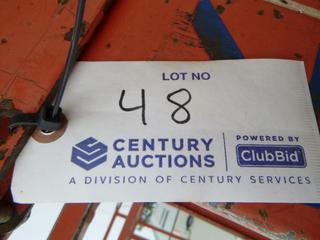 LOT NO
48
CENTURY AUCTIONS
POWERED BY
ClubBid
A DIVISION OF CENTURY SERVICES